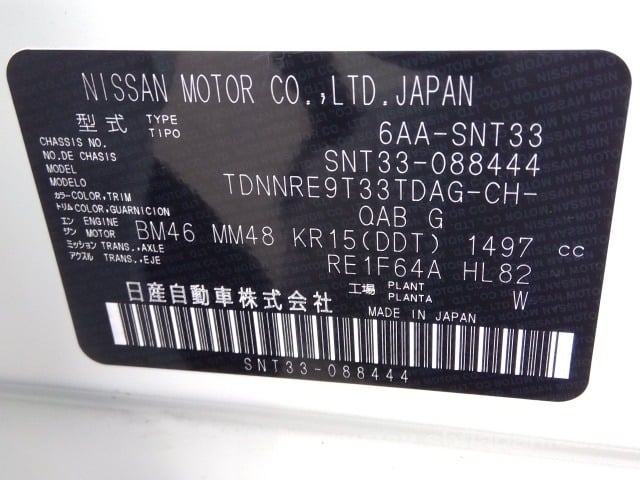 NISSAN MOTOR CO.,LTD.JAPAN
型式 TYPE TIPO 6AA-SNT33
CHASSIS NO. NO.DE CHASIS SNT33-088444
MODEL MODELO TDNNRE9T33TDAG-CH-
カラー COLOR,TRIM トリム COLOR,GUARNICION QAB G
エン ENGINE ジン MOTOR BM46 MM48 KR15(DDT) 1497 cc
ミッション TRANS.,AXLE アクスル TRANS.,EJE RE1F64A HL82
日産自動車株式会社 工場 PLANT PLANTA W
MADE IN JAPAN
SNT33-088444